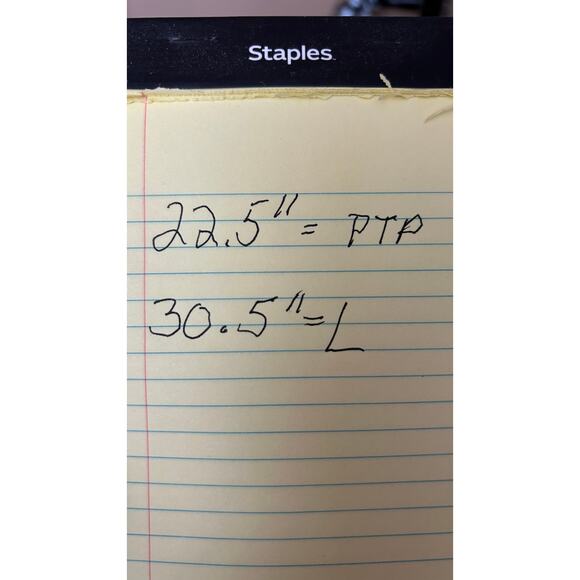 Staples
22.5" = PTP
30.5" = L